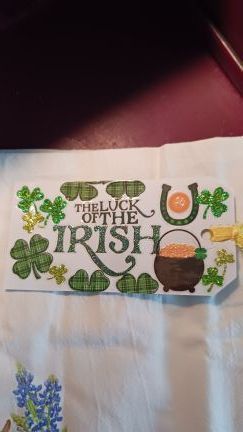 THE LUCK
OF THE
IRISH